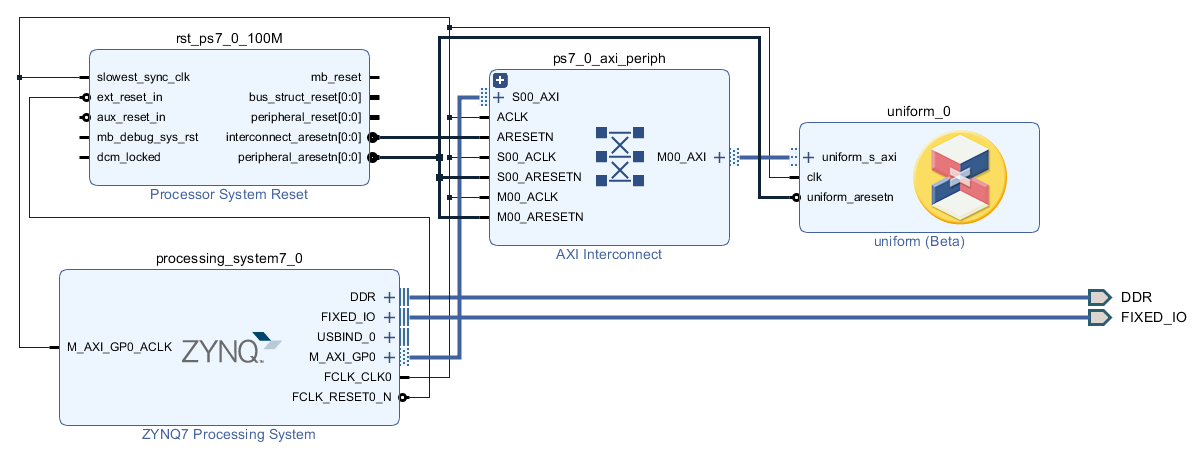 rst_ps7_0_100M
slowest_sync_clk
ext_reset_in
aux_reset_in
mb_debug_sys_rst
dcm_locked
mb_reset
bus_struct_reset[0:0]
peripheral_reset[0:0]
interconnect_aresetn[0:0]
peripheral_aresetn[0:0]
Processor System Reset
ps7_0_axi_periph
S00_AXI
ACLK
ARESETN
S00_ACLK
S00_ARESETN
M00_ACLK
M00_ARESETN
M00_AXI
AXI Interconnect
uniform_0
uniform_s_axi
clk
uniform_aresetn
uniform (Beta)
processing_system7_0
M_AXI_GP0_ACLK
ZYNQ
DDR
FIXED_IO
USBIND_0
M_AXI_GP0
FCLK_CLK0
FCLK_RESET0_N
ZYNQ7 Processing System
DDR
FIXED_IO